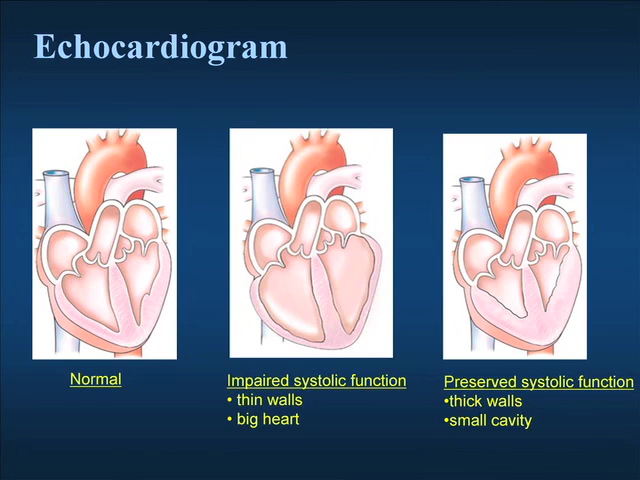 Echocardiogram
Normal
Impaired systolic function
• thin walls
• big heart
Preserved systolic function
•thick walls
•small cavity